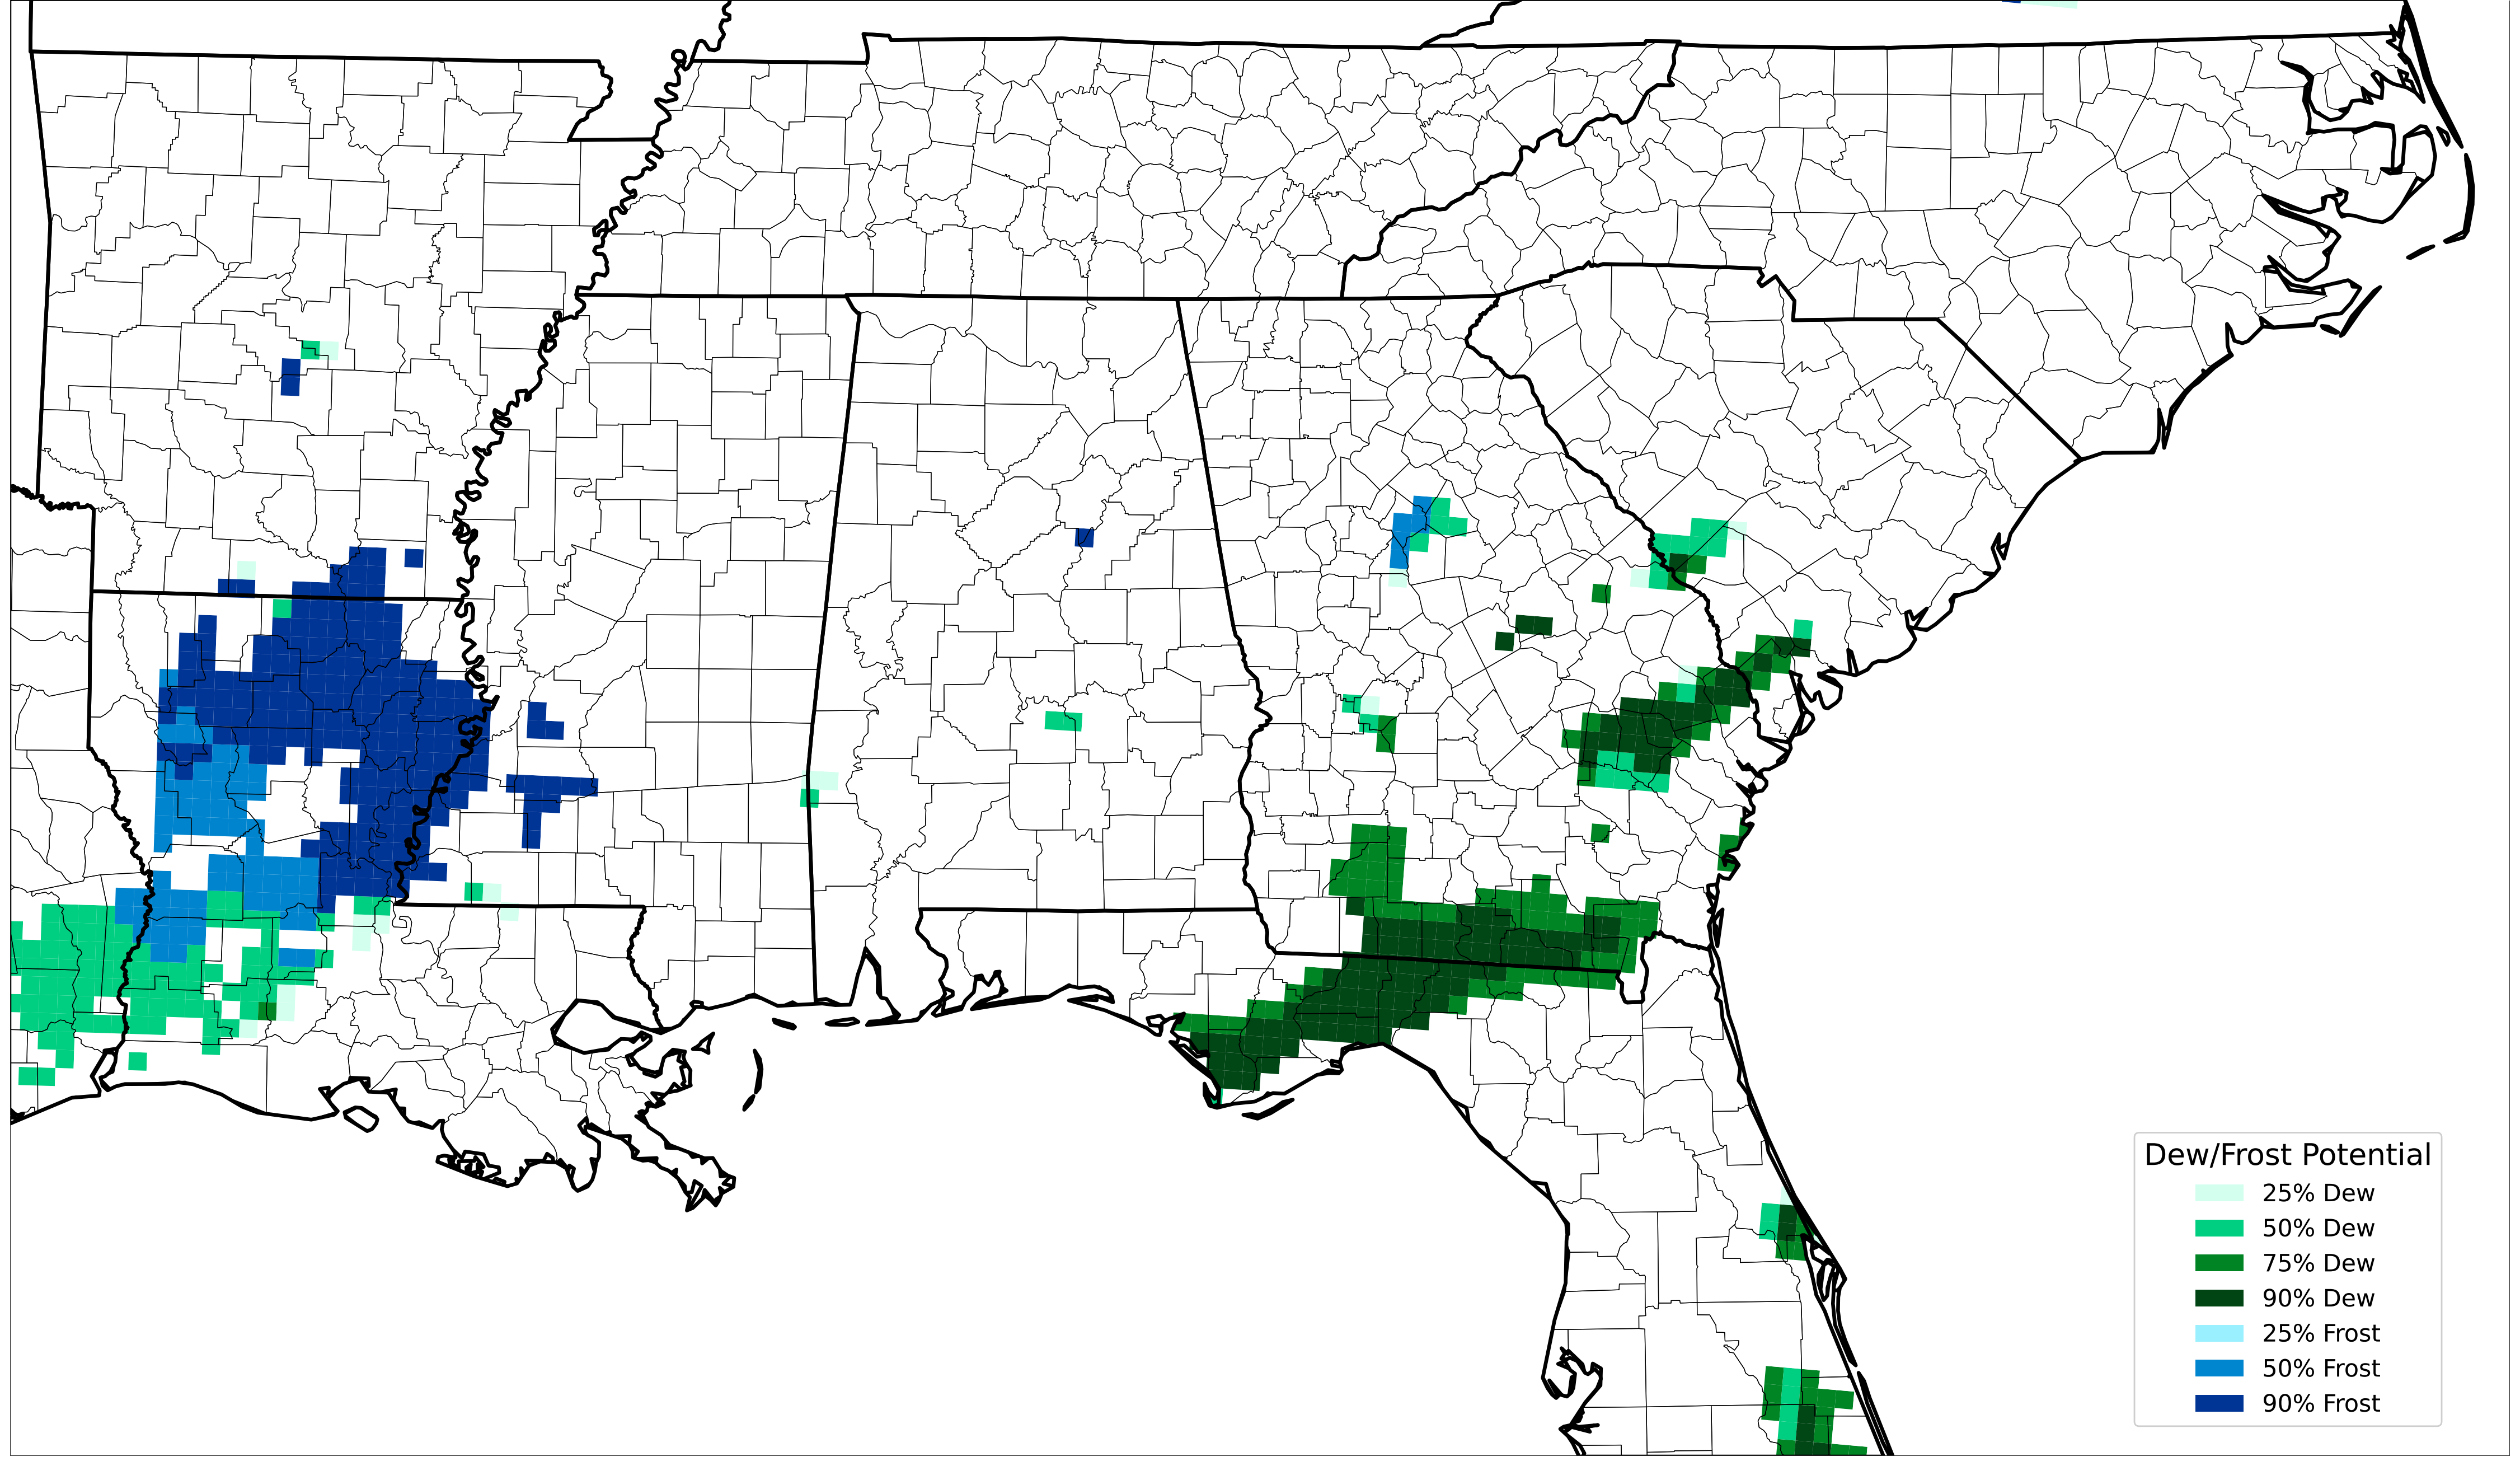 Dew/Frost Potential
25% Dew
50% Dew
75% Dew
90% Dew
25% Frost
50% Frost
90% Frost